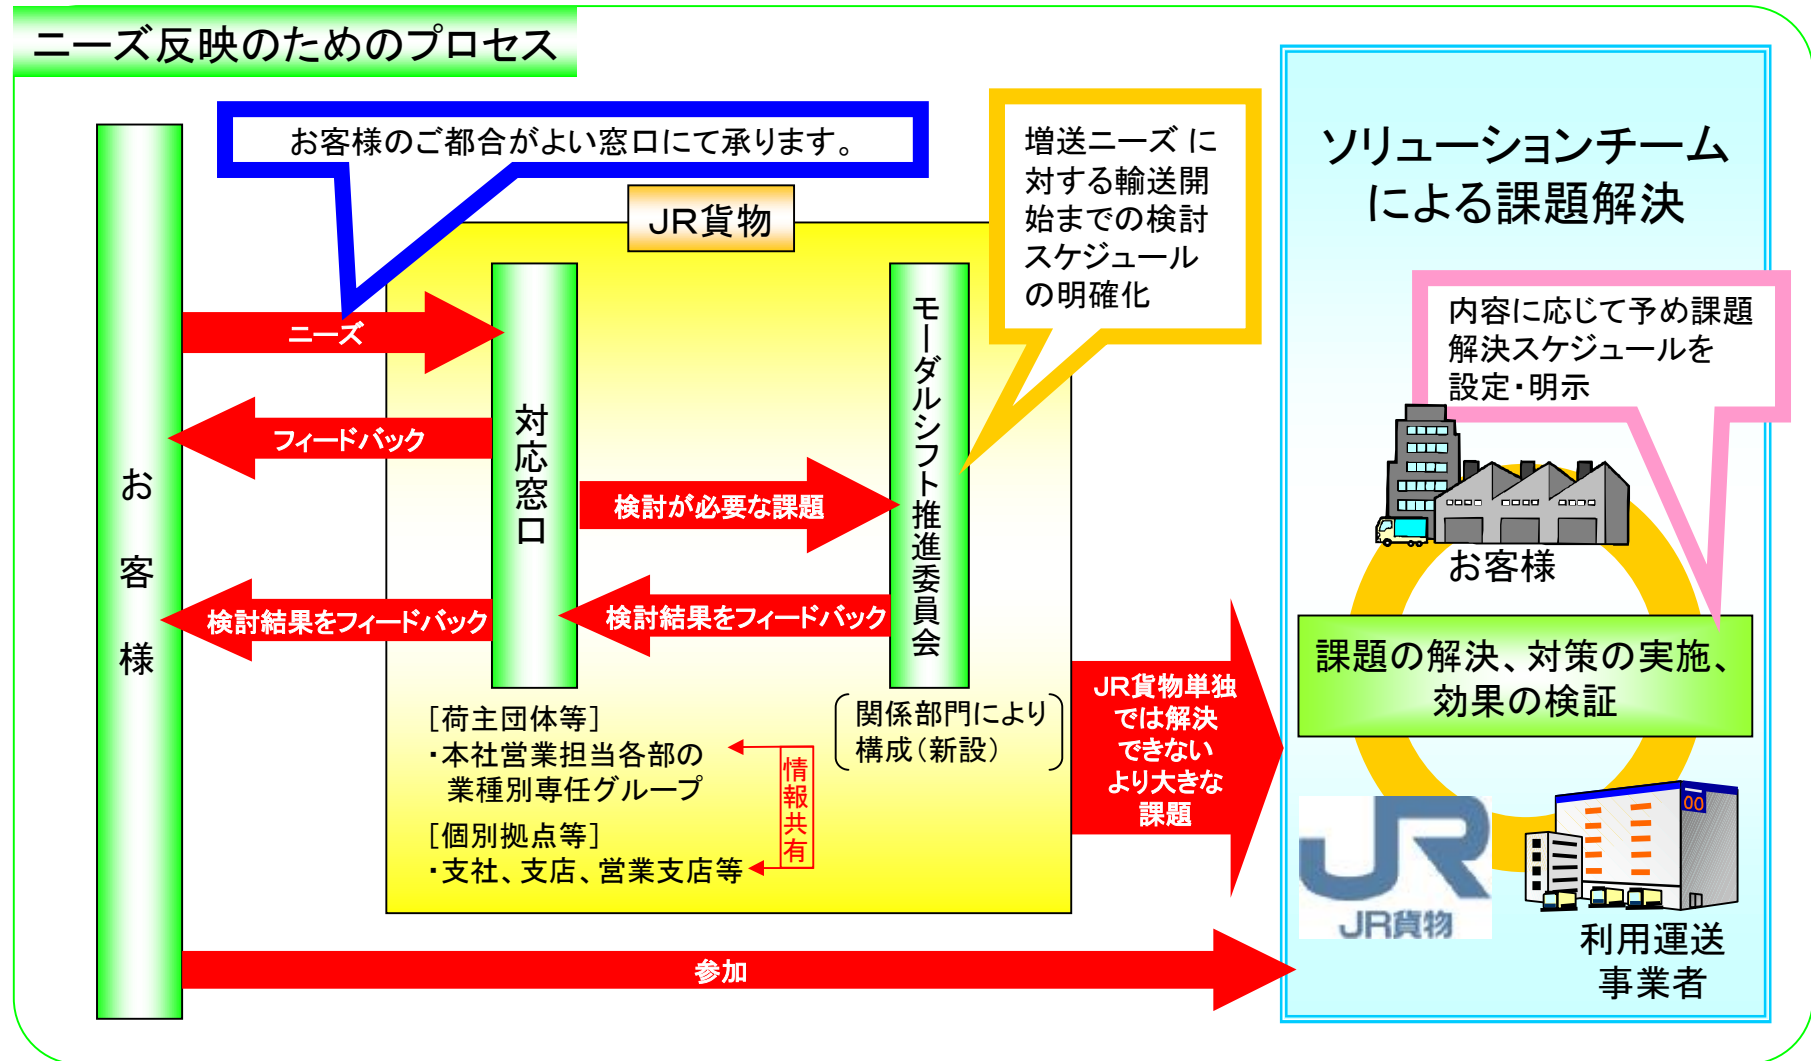 ニーズ反映のためのプロセス
お客様のご都合がよい窓口にて承ります。
増送ニーズ に
対する輸送開
始までの検討
スケジュール
の明確化
ソリューションチーム
による課題解決
JR貨物
内容に応じて予め課題
解決スケジュールを
設定・明示
お客様
ニーズ
フィードバック
対応窓口
検討が必要な課題
モーダルシフト推進委員会
検討結果をフィードバック
検討結果をフィードバック
お客様
課題の解決、対策の実施、
効果の検証
JR貨物単独
では解決
できない
より大きな
課題
関係部門により
構成(新設)
[荷主団体等]
・本社営業担当各部の
業種別専任グループ
情報共有
[個別拠点等]
・支社、支店、営業支店等
00
JR
JR貨物
利用運送
事業者
参加